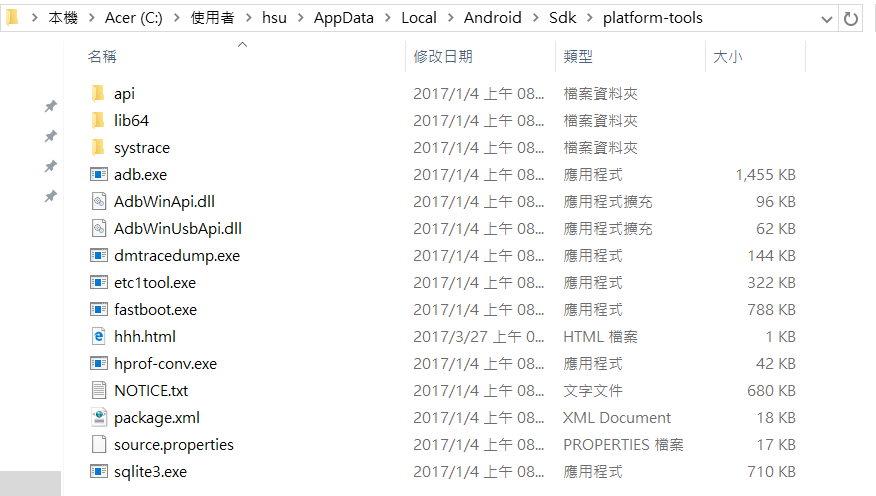 本機 > Acer (C:) > 使用者 > hsu > AppData > Local > Android > Sdk > platform-tools
名稱 修改日期 類型 大小
api 2017/1/4 上午 08... 檔案資料夾
lib64 2017/1/4 上午 08... 檔案資料夾
systrace 2017/1/4 上午 08... 檔案資料夾
adb.exe 2017/1/4 上午 08... 應用程式 1,455 KB
AdbWinApi.dll 2017/1/4 上午 08... 應用程式擴充 96 KB
AdbWinUsbApi.dll 2017/1/4 上午 08... 應用程式擴充 62 KB
dmtracedump.exe 2017/1/4 上午 08... 應用程式 144 KB
etc1tool.exe 2017/1/4 上午 08... 應用程式 322 KB
fastboot.exe 2017/1/4 上午 08... 應用程式 788 KB
hhh.html 2017/3/27 上午 0... HTML 檔案 1 KB
hprof-conv.exe 2017/1/4 上午 08... 應用程式 42 KB
NOTICE.txt 2017/1/4 上午 08... 文字文件 680 KB
package.xml 2017/1/4 上午 08... XML Document 18 KB
source.properties 2017/1/4 上午 08... PROPERTIES 檔案 17 KB
sqlite3.exe 2017/1/4 上午 08... 應用程式 710 KB